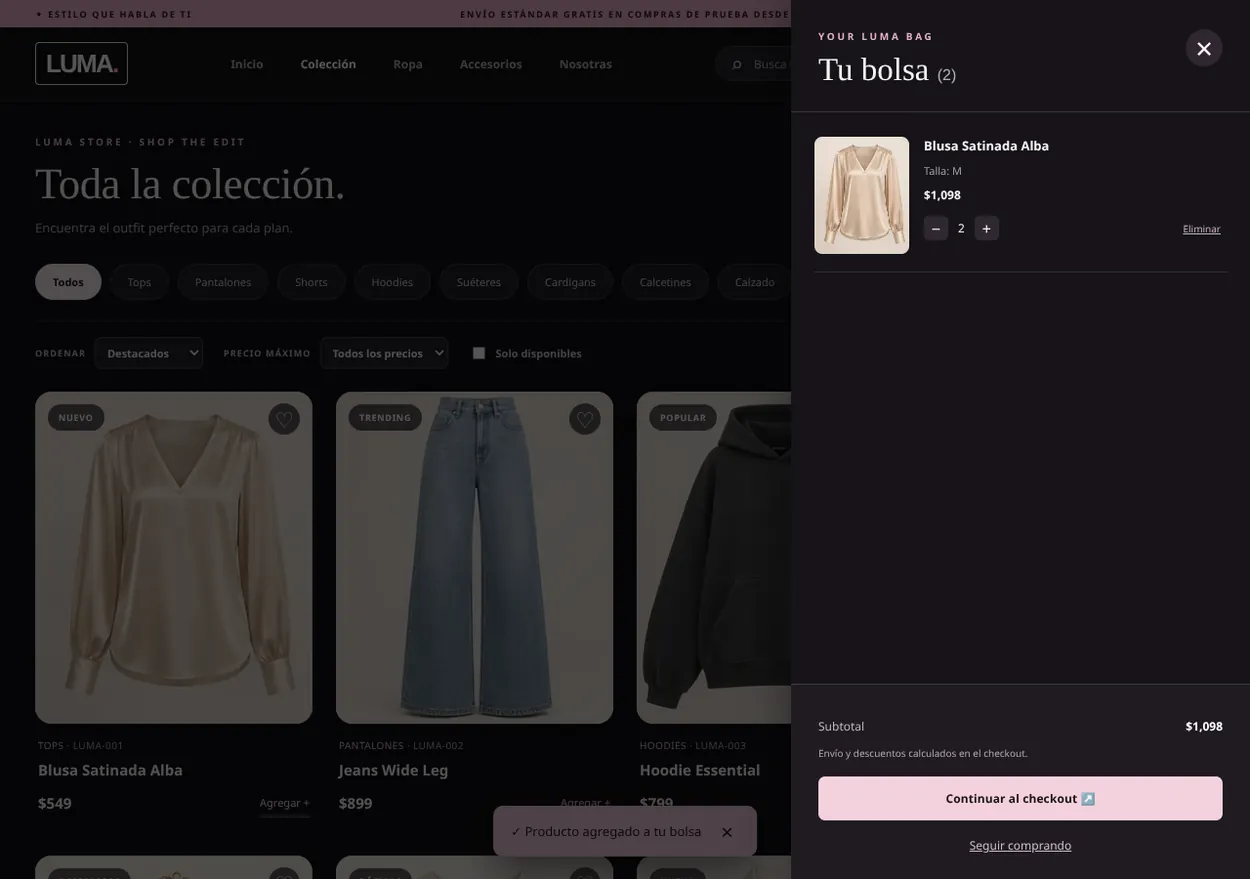 • ESTILO QUE HABLA DE TI
ENVÍO ESTÁNDAR GRATIS EN COMPRAS DE PRUEBA DESDE
LUMA.
Inicio
Colección
Ropa
Accesorios
Nosotras
Busca
LUMA STORE · SHOP THE EDIT
Toda la colección.
Encuentra el outfit perfecto para cada plan.
Todos
Tops
Pantalones
Shorts
Hoodies
Suéteres
Cardigans
Calcetines
Calzado
ORDENAR
Destacados
PRECIO MÁXIMO
Todos los precios
Solo disponibles
NUEVO
TRENDING
POPULAR
TOPS · LUMA-001
Blusa Satinada Alba
$549
Agregar +
PANTALONES · LUMA-002
Jeans Wide Leg
$899
Agregar +
HOODIES · LUMA-003
Hoodie Essential
$799
✓ Producto agregado a tu bolsa ✕
YOUR LUMA BAG
Tu bolsa (2)
✕
Blusa Satinada Alba
Talla: M
$1,098
− 2 +
Eliminar
Subtotal
$1,098
Envío y descuentos calculados en el checkout.
Continuar al checkout ↗
Seguir comprando